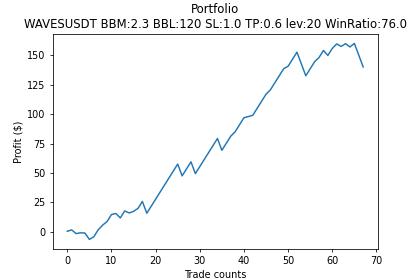 Portfolio
WAVESUSDT BBM:2.3 BBL:120 SL:1.0 TP:0.6 lev:20 WinRatio:76.0
150
125
100
75
50
25
0
Profit ($)
0 10 20 30 40 50 60 70
Trade counts